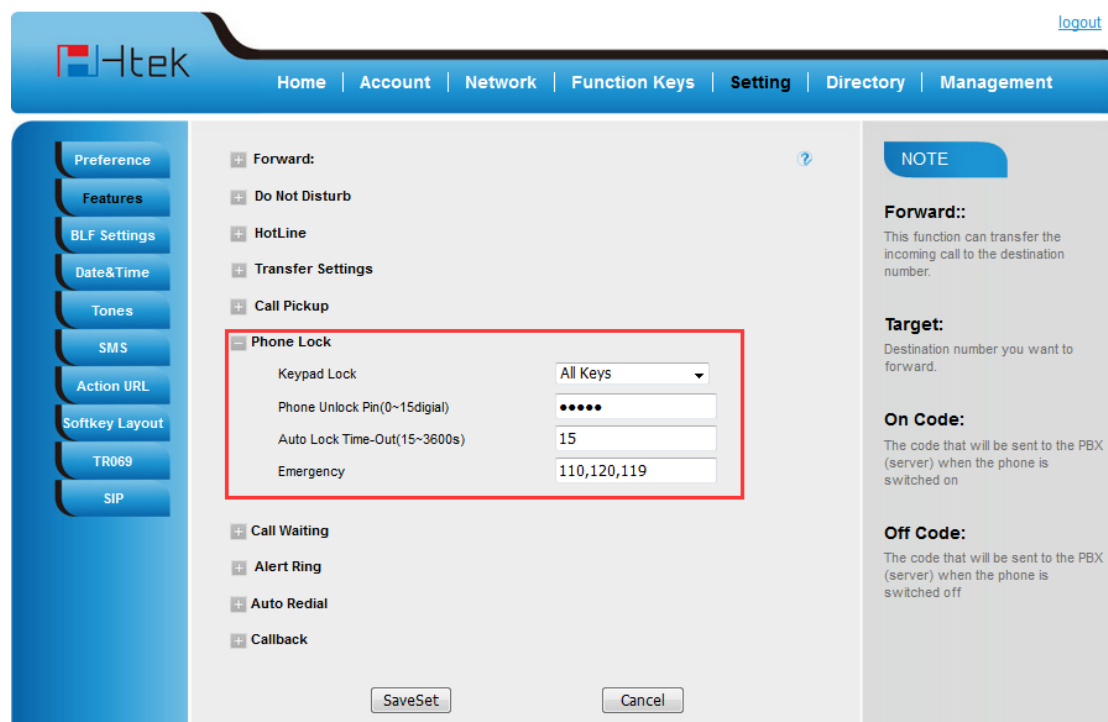 logout
Htek
Home | Account | Network | Function Keys | Setting | Directory | Management
Preference
Features
BLF Settings
Date&Time
Tones
SMS
Action URL
Softkey Layout
TR069
SIP
Forward:
Do Not Disturb
HotLine
Transfer Settings
Call Pickup
Phone Lock
Keypad Lock All Keys
Phone Unlock Pin(0~15digial) •••••
Auto Lock Time-Out(15~3600s) 15
Emergency 110,120,119
Call Waiting
Alert Ring
Auto Redial
Callback
SaveSet Cancel
NOTE
Forward::
This function can transfer the
incoming call to the destination
number.
Target:
Destination number you want to
forward.
On Code:
The code that will be sent to the PBX
(server) when the phone is
switched on
Off Code:
The code that will be sent to the PBX
(server) when the phone is
switched off